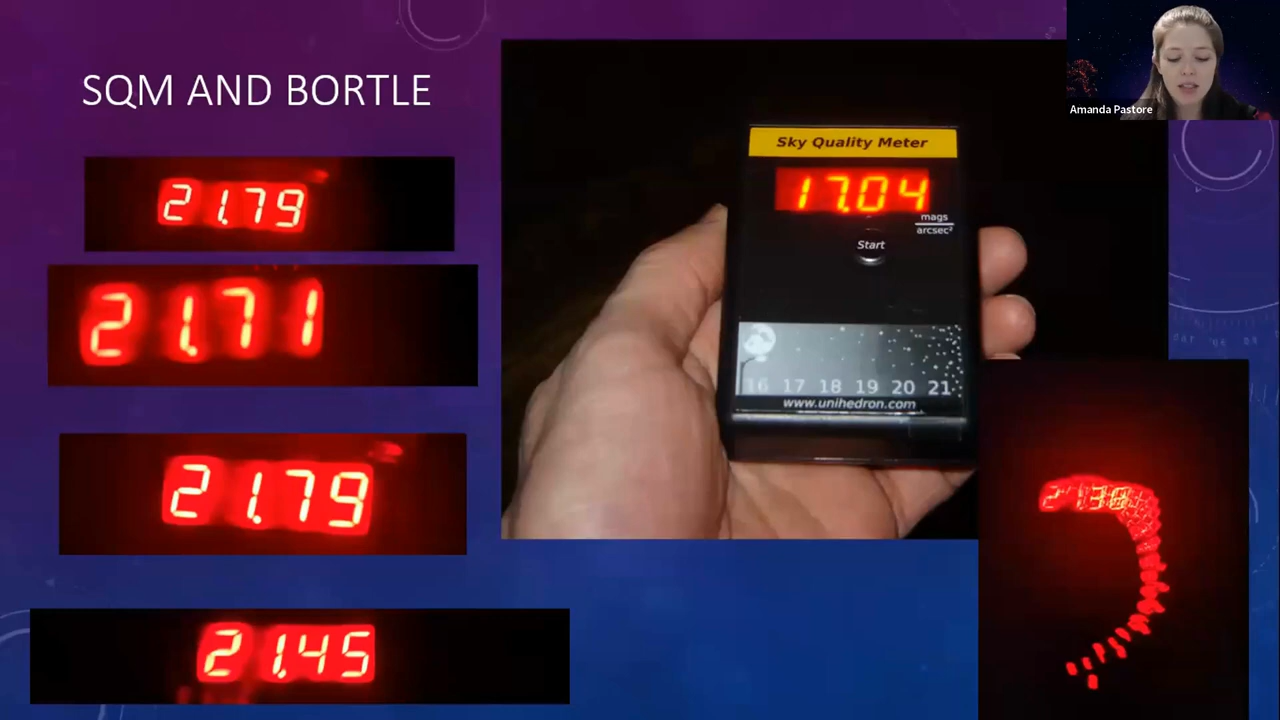 SQM AND BORTLE
21.79
21.71
21.79
21.45
Sky Quality Meter
17.04
mags
arcsec²
Start
16 17 18 19 20 21
www.unihedron.com
Amanda Pastore